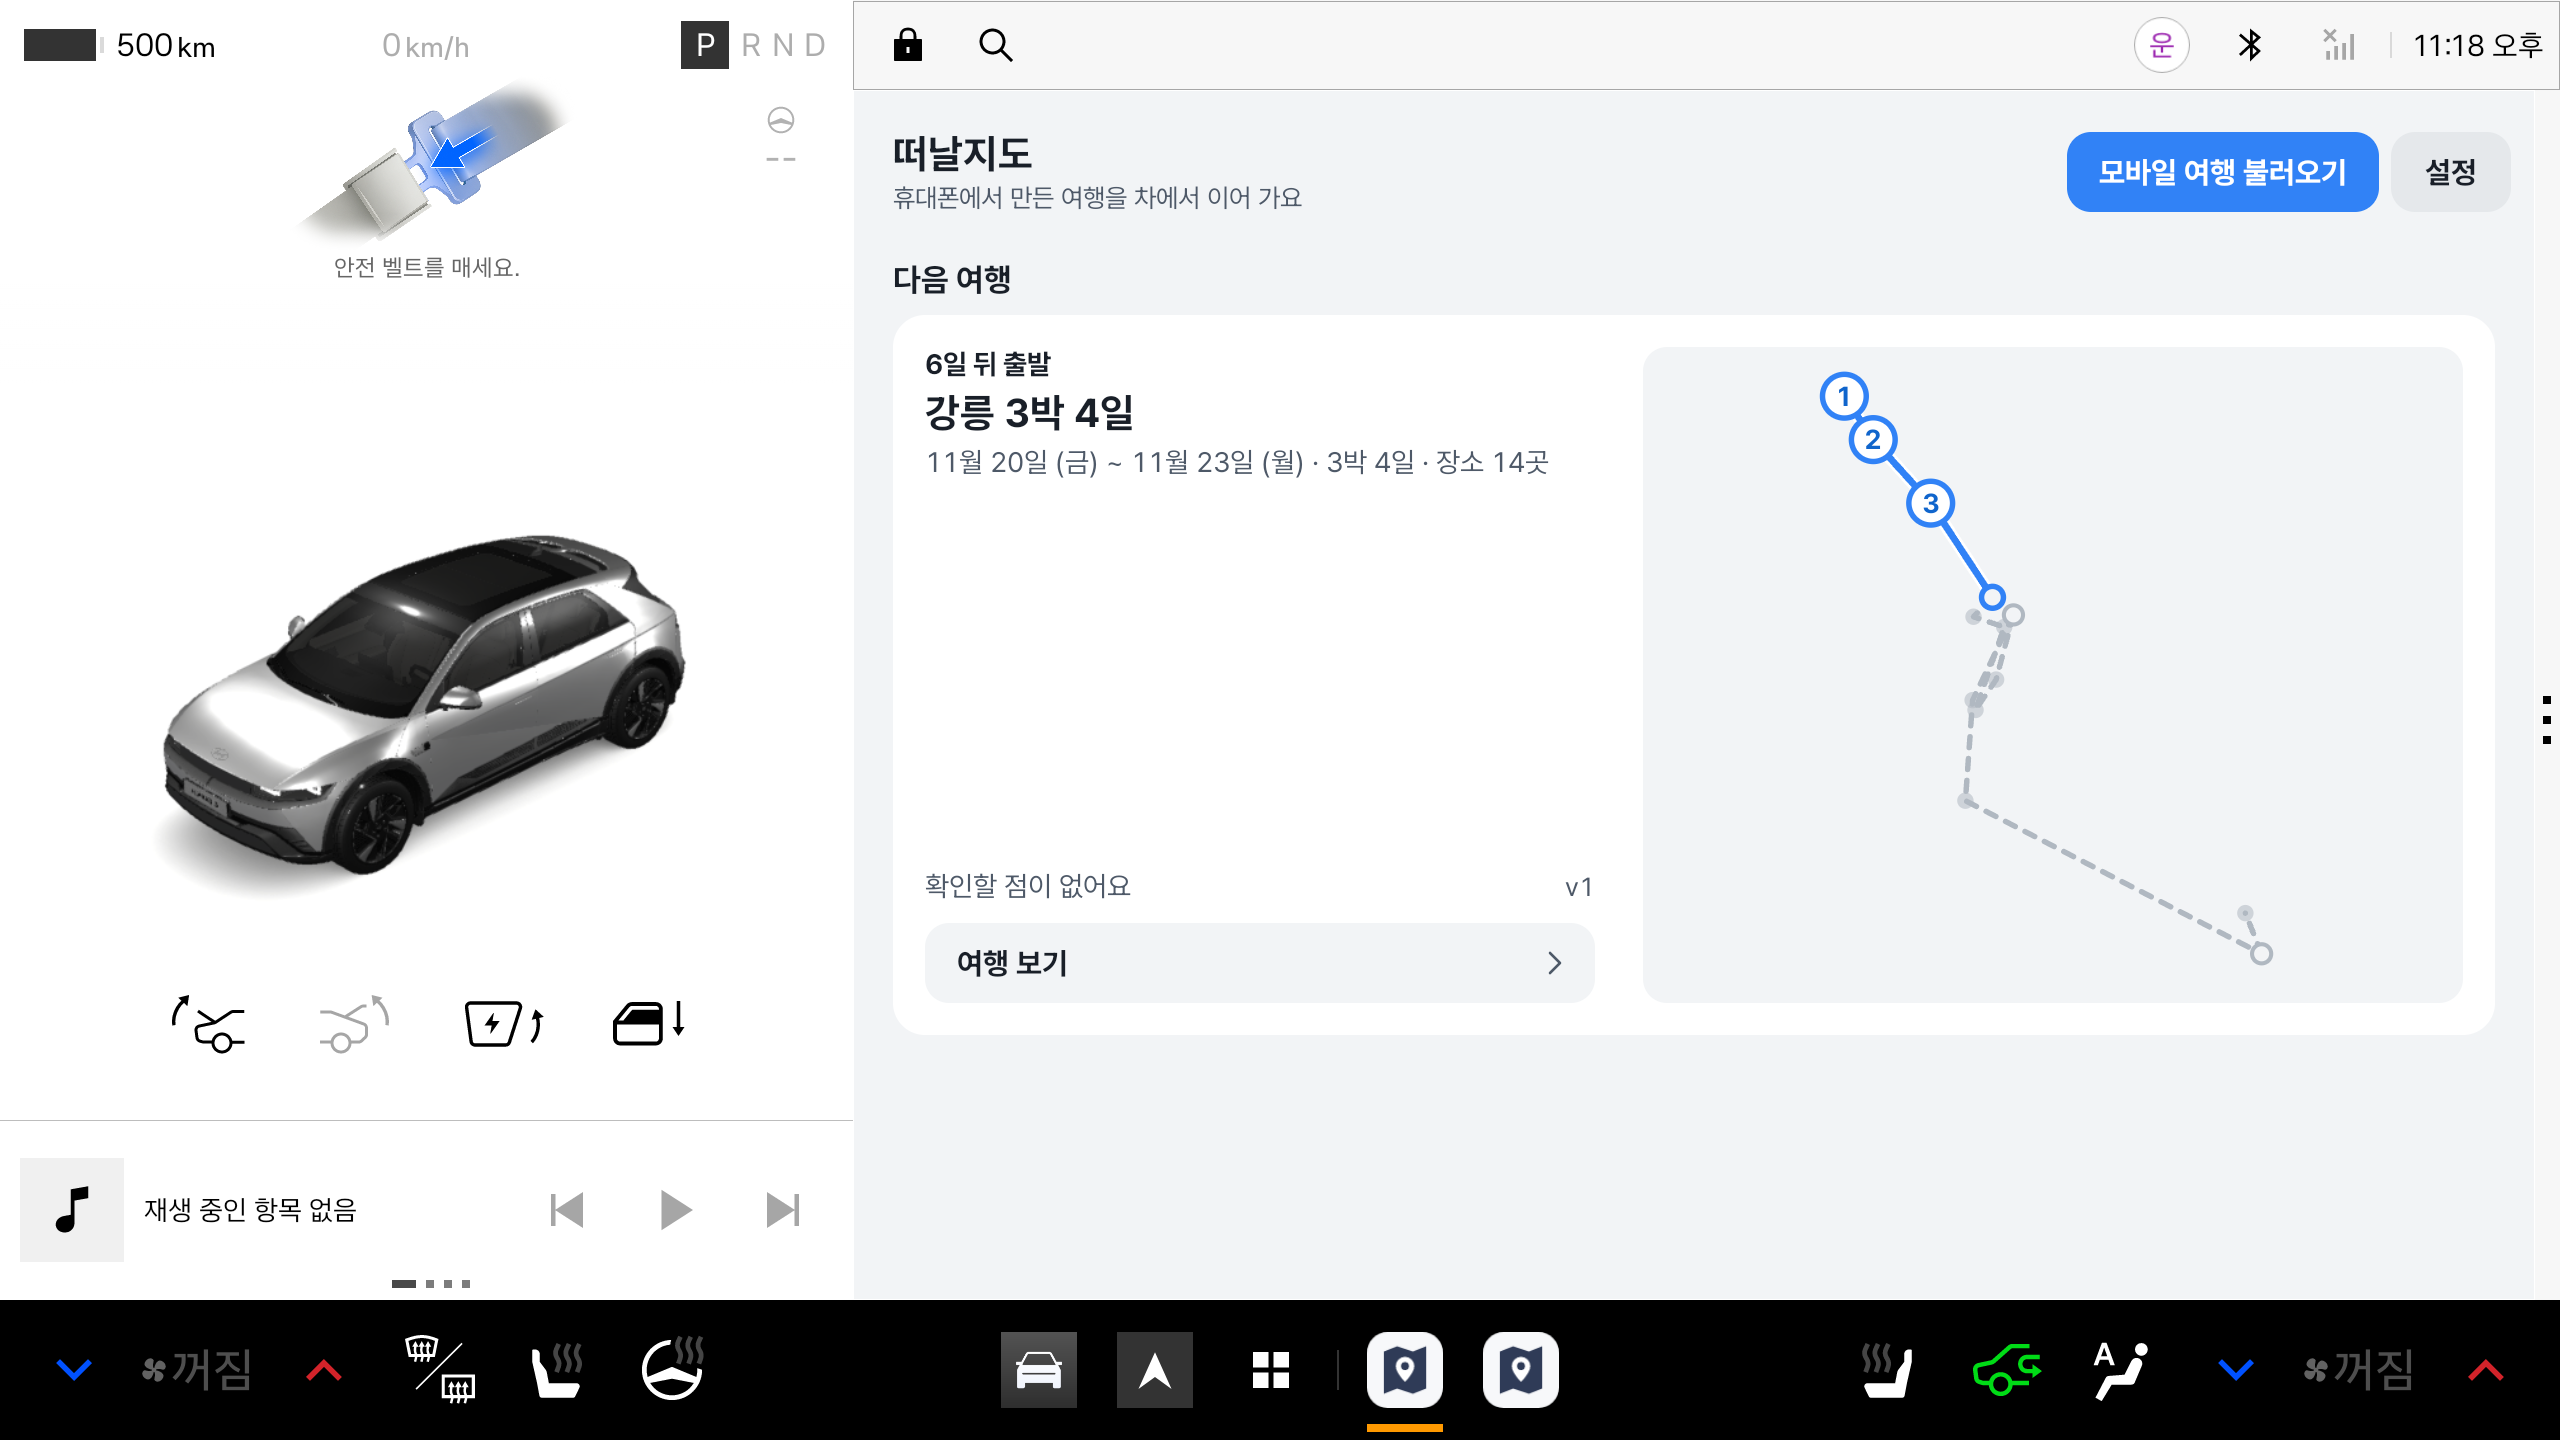 500 km
0 km/h
P R N D
운
11:18 오후
안전 벨트를 매세요.
떠날지도
휴대폰에서 만든 여행을 차에서 이어 가요
모바일 여행 불러오기
설정
다음 여행
6일 뒤 출발
강릉 3박 4일
11월 20일 (금) ~ 11월 23일 (월) · 3박 4일 · 장소 14곳
1
2
3
확인할 점이 없어요
v1
여행 보기
재생 중인 항목 없음
꺼짐
A
꺼짐